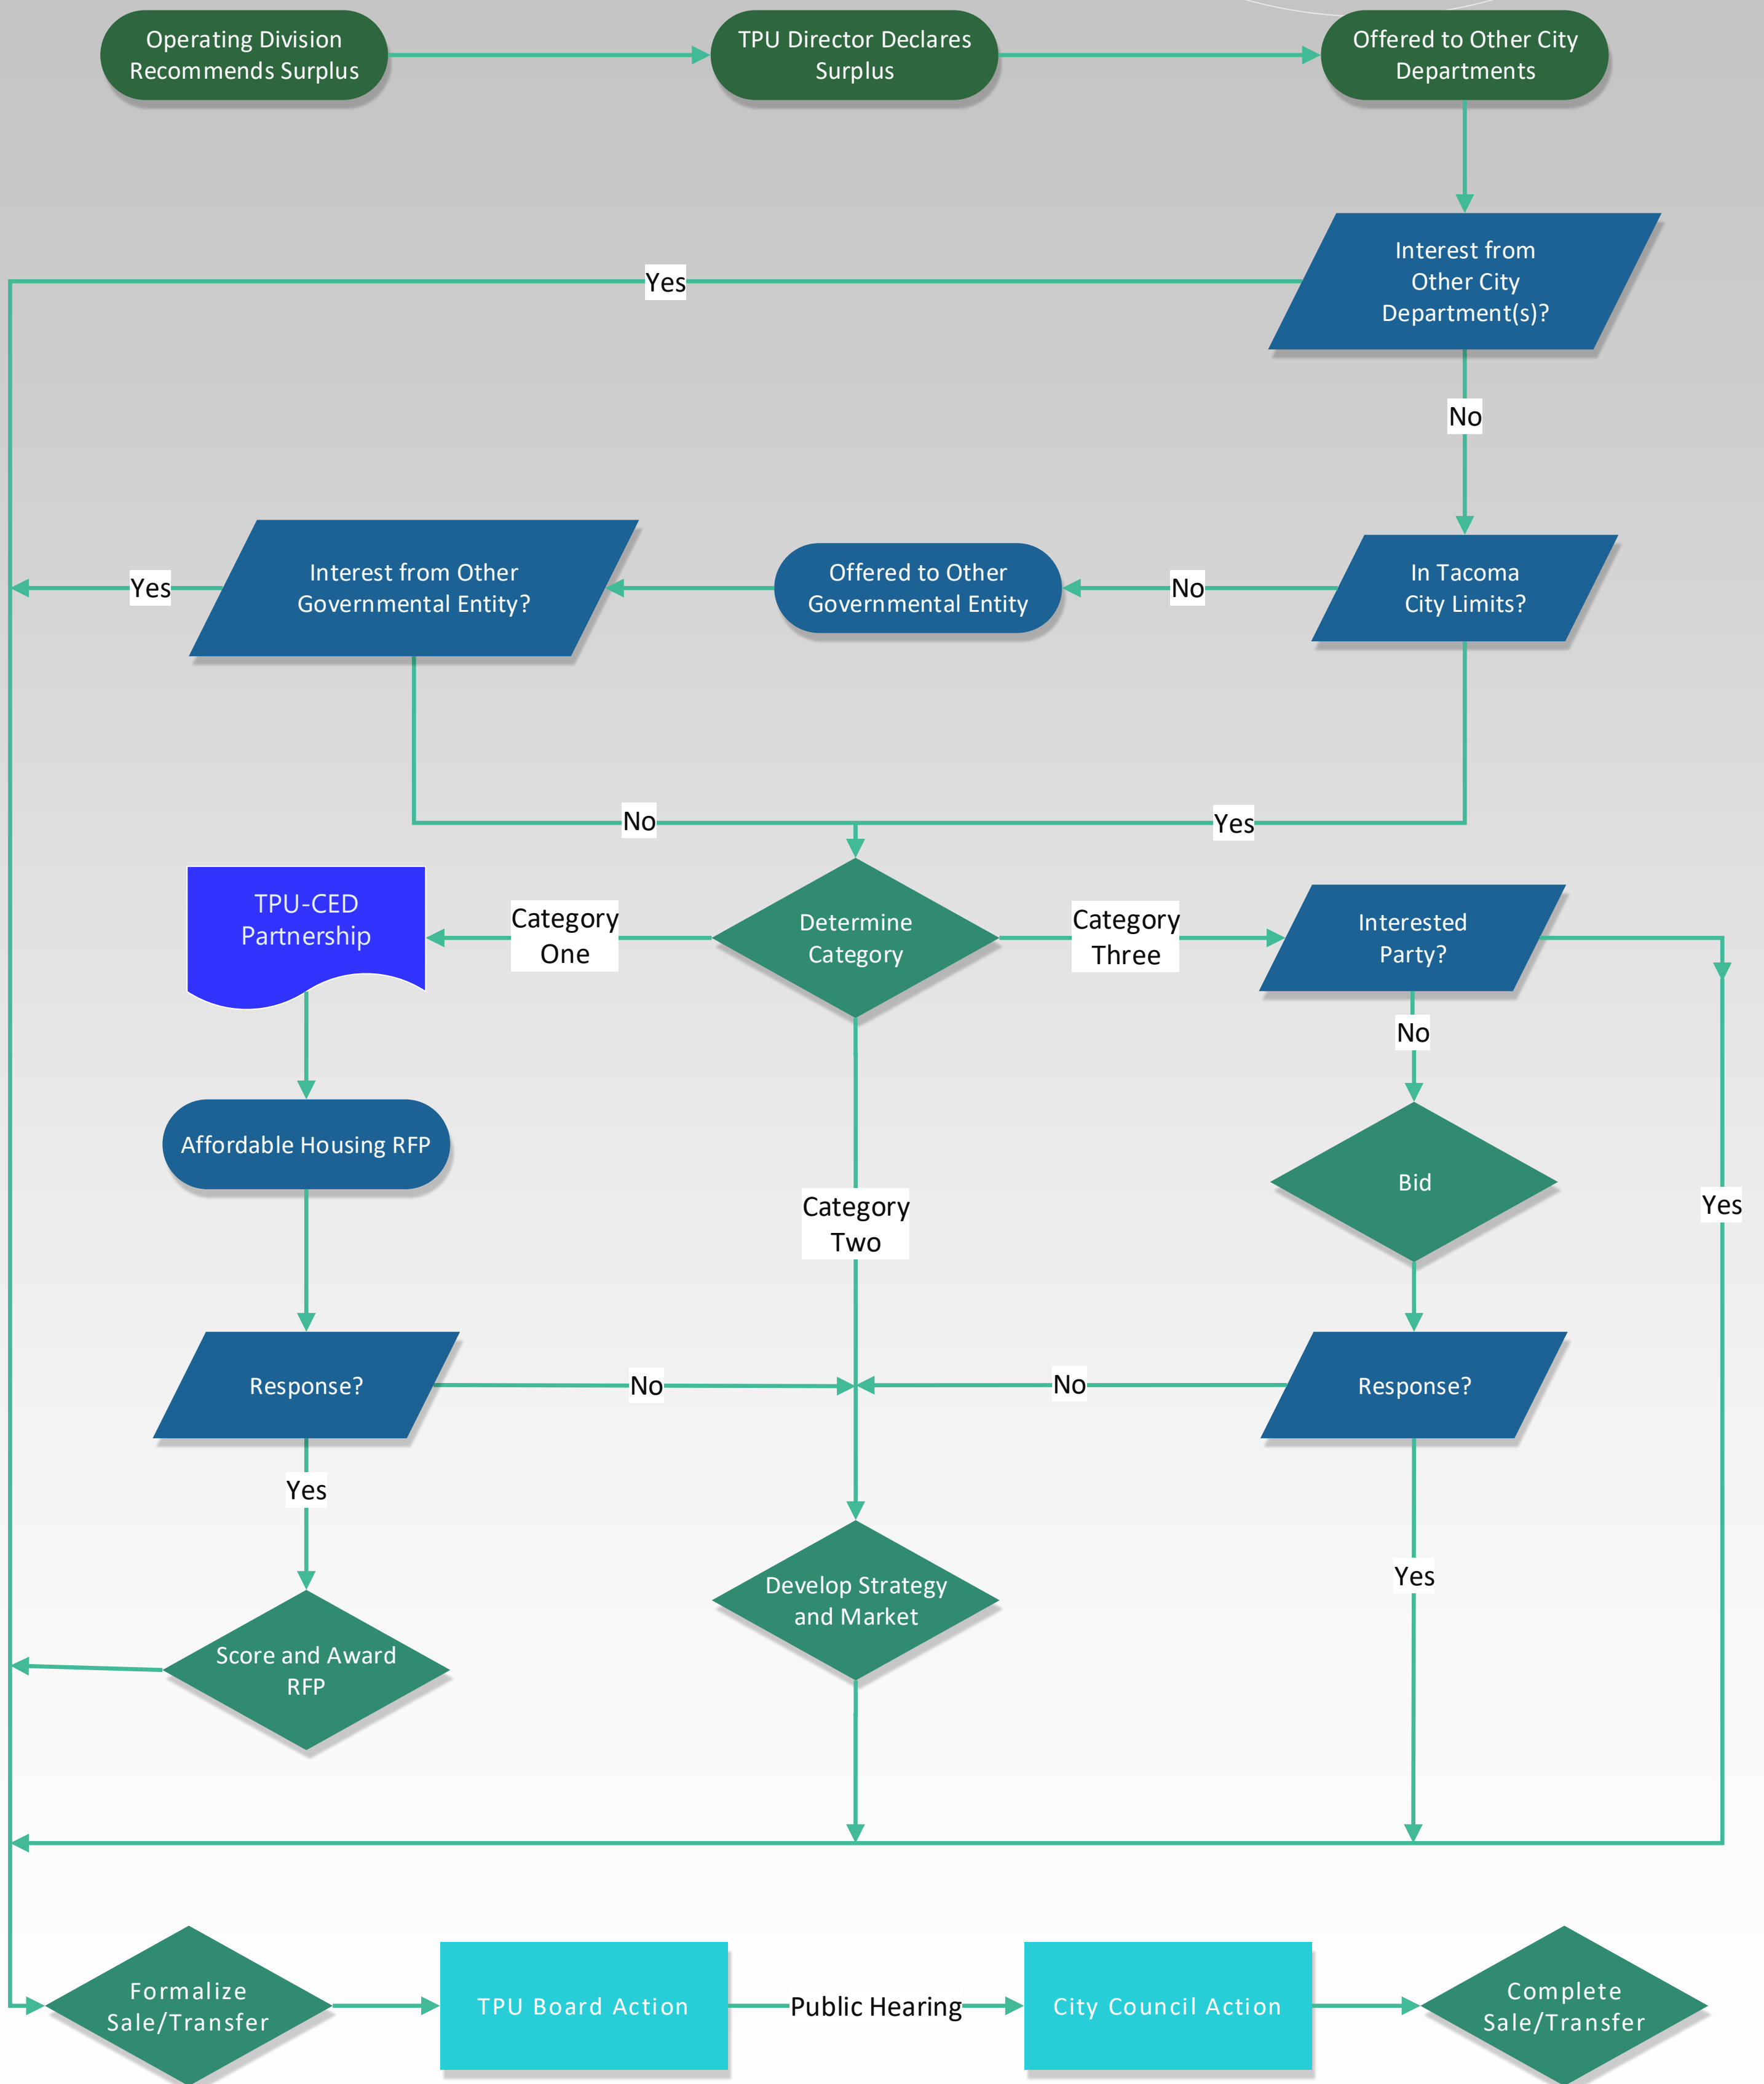 Operating Division
Recommends Surplus
TPU Director Declares
Surplus
Offered to Other City
Departments
Interest from
Other City
Department(s)?
Yes
No
Interest from Other
Governmental Entity?
Offered to Other
Governmental Entity
In Tacoma
City Limits?
Yes
No
No
Yes
TPU-CED
Partnership
Category
One
Determine
Category
Category
Three
Interested
Party?
No
Affordable Housing RFP
Category
Two
Bid
Yes
Response?
No
No
Response?
Yes
Develop Strategy
and Market
Yes
Score and Award
RFP
Formalize
Sale/Transfer
TPU Board Action
Public Hearing
City Council Action
Complete
Sale/Transfer